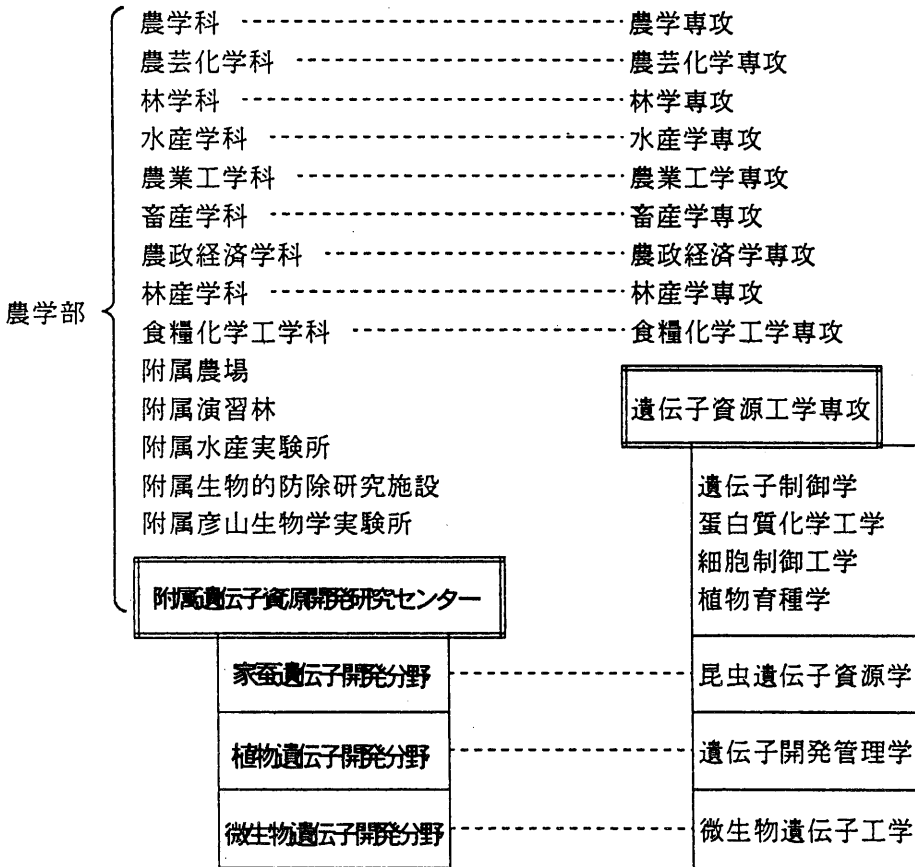 農学科 農学専攻
農芸化学科 農芸化学専攻
林学科 林学専攻
水産学科 水産学専攻
農業工学科 農業工学専攻
畜産学科 畜産学専攻
農政経済学科 農政経済学専攻
林産学科 林産学専攻
農学部
食糧化学工学科 食糧化学工学専攻
附属農場
附属演習林 遺伝子資源工学専攻
附属水産実験所
附属生物的防除研究施設 遺伝子制御学
附属彦山生物学実験所 蛋白質化学工学
細胞制御工学
附属遺伝子資源開発研究センター 植物育種学
家蚕遺伝子開発分野 昆虫遺伝子資源学
植物遺伝子開発分野 遺伝子開発管理学
微生物遺伝子開発分野 微生物遺伝子工学